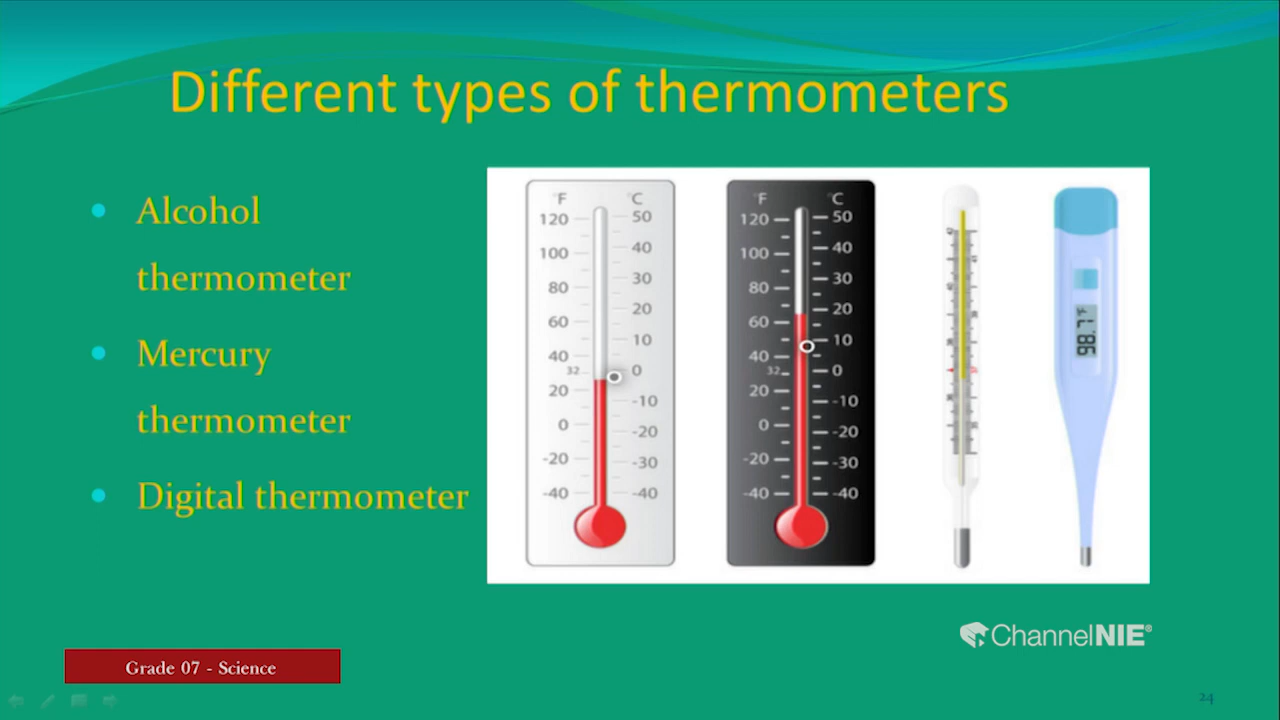 Different types of thermometers
• Alcohol
thermometer
• Mercury
thermometer
• Digital thermometer
°F °C
120 50
100 40
80 30
60 20
40 10
32 0
20 -10
0 -20
-20 -30
-40 -40
°F °C
120 50
100 40
80 30
60 20
40 10
32 0
20 -10
0 -20
-20 -30
-40 -40
98.7°F
ChannelNIE®
Grade 07 - Science
24